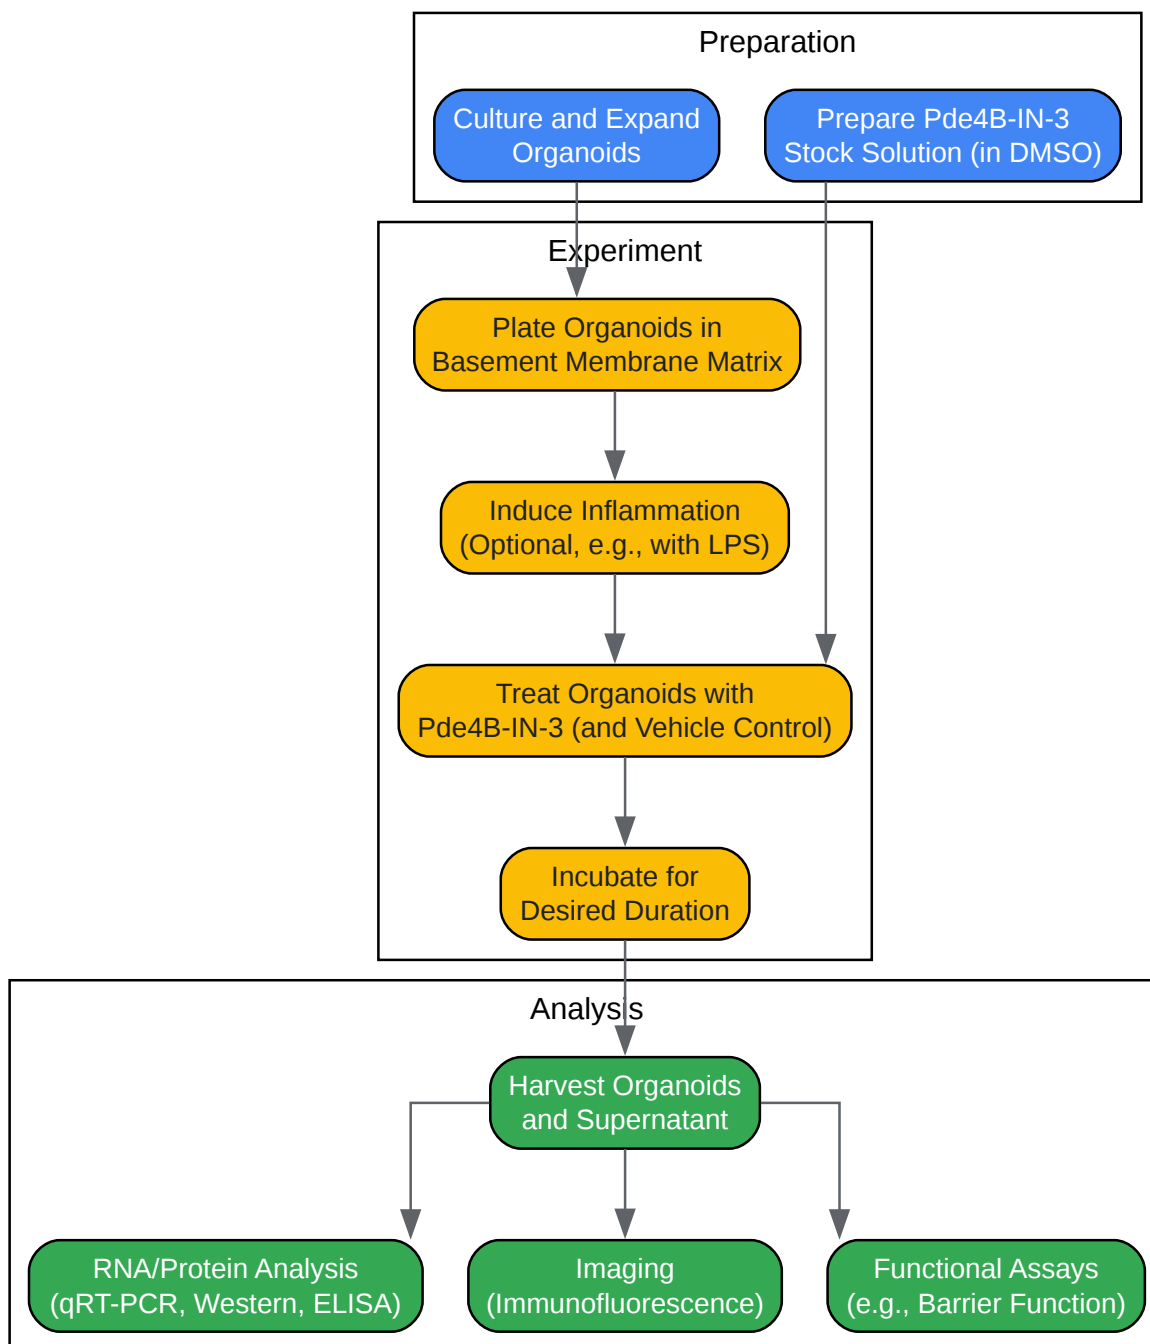 Preparation
Culture and Expand
Organoids
Prepare Pde4B-IN-3
Stock Solution (in DMSO)
Experiment
Plate Organoids in
Basement Membrane Matrix
Induce Inflammation
(Optional, e.g., with LPS)
Treat Organoids with
Pde4B-IN-3 (and Vehicle Control)
Incubate for
Desired Duration
Analysis
Harvest Organoids
and Supernatant
RNA/Protein Analysis
(qRT-PCR, Western, ELISA)
Imaging
(Immunofluorescence)
Functional Assays
(e.g., Barrier Function)